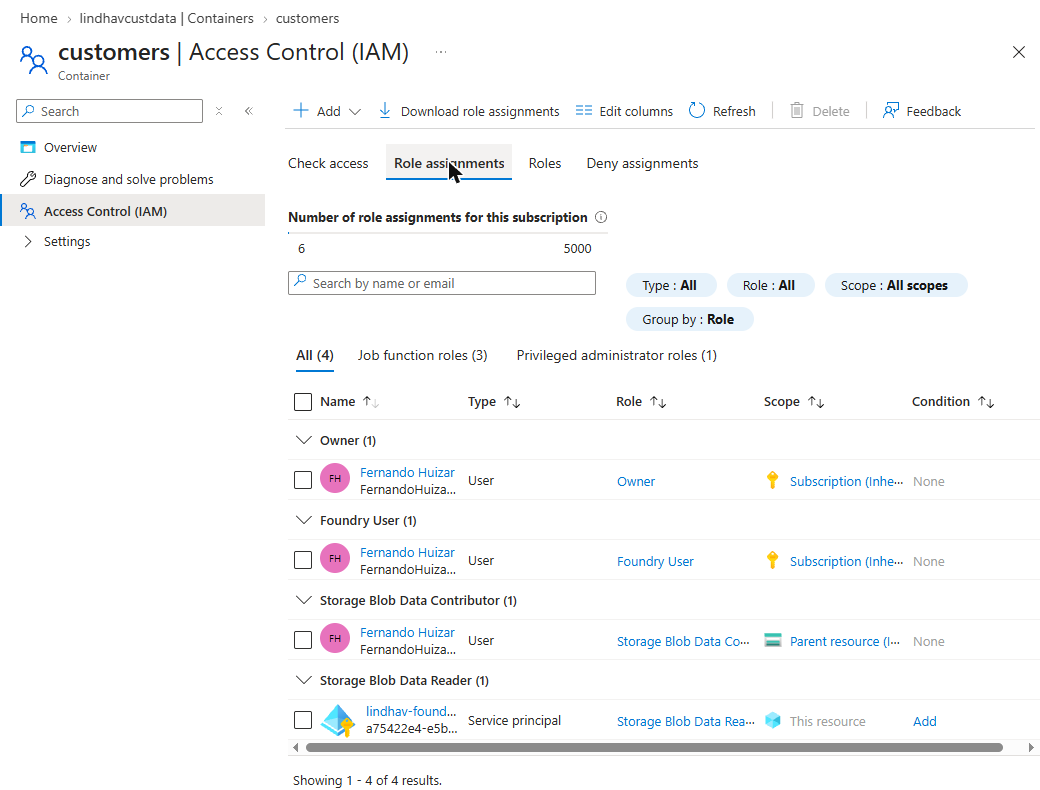 Home › lindhavcustdata | Containers › customers
customers | Access Control (IAM) ...
Container
Search
Overview
Diagnose and solve problems
Access Control (IAM)
Settings
Add
Download role assignments
Edit columns
Refresh
Delete
Feedback
Check access
Role assignments
Roles
Deny assignments
Number of role assignments for this subscription
6 5000
Search by name or email
Type : All
Role : All
Scope : All scopes
Group by : Role
All (4)
Job function roles (3)
Privileged administrator roles (1)
Name Type Role Scope Condition
Owner (1)
FH Fernando Huizar User Owner Subscription (Inhe... None
FernandoHuiza...
Foundry User (1)
FH Fernando Huizar User Foundry User Subscription (Inhe... None
FernandoHuiza...
Storage Blob Data Contributor (1)
FH Fernando Huizar User Storage Blob Data Co... Parent resource (I... None
FernandoHuiza...
Storage Blob Data Reader (1)
lindhav-found... Service principal Storage Blob Data Rea... This resource Add
a75422e4-e5b...
Showing 1 - 4 of 4 results.